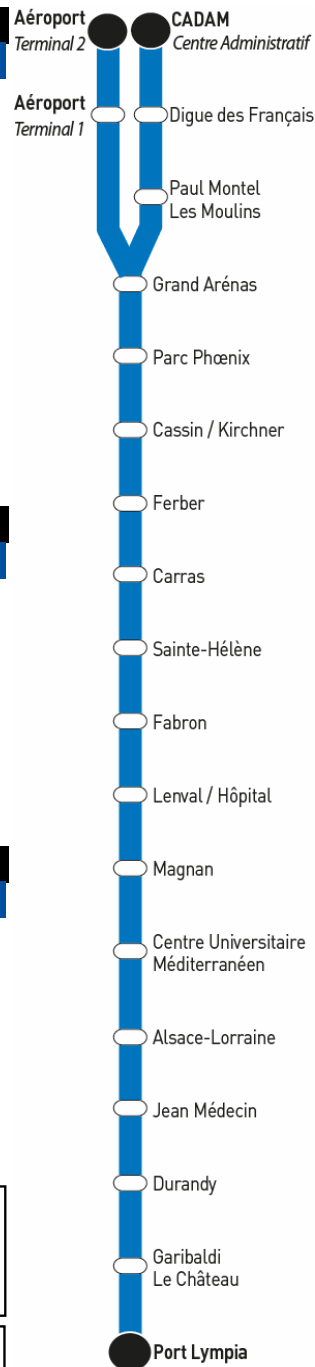 Aéroport
Terminal 2
CADAM
Centre Administratif
Aéroport
Terminal 1
Digue des Français
Paul Montel
Les Moulins
Grand Arénas
Parc Phœnix
Cassin / Kirchner
Ferber
Carras
Sainte-Hélène
Fabron
Lenval / Hôpital
Magnan
Centre Universitaire
Méditerranéen
Alsace-Lorraine
Jean Médecin
Durandy
Garibaldi
Le Château
Port Lympia